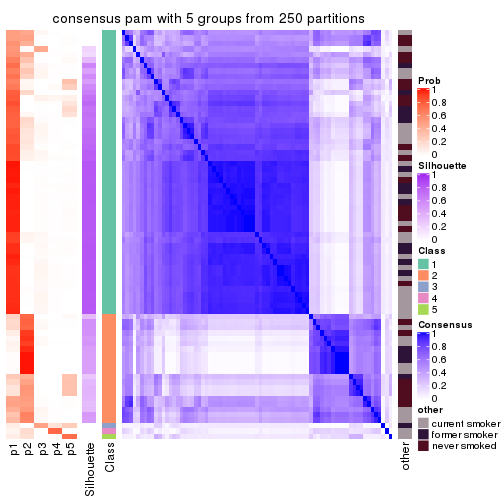 consensus pam with 5 groups from 250 partitions
Prob
1
0.8
0.6
0.4
0.2
0
Silhouette
1
0.8
0.6
0.4
0.2
0
Class
1
2
3
4
5
Consensus
1
0.8
0.6
0.4
0.2
0
other
current smoker
former smoker
never smoked
p1
p2
p3
p4
p5
Silhouette
Class
other